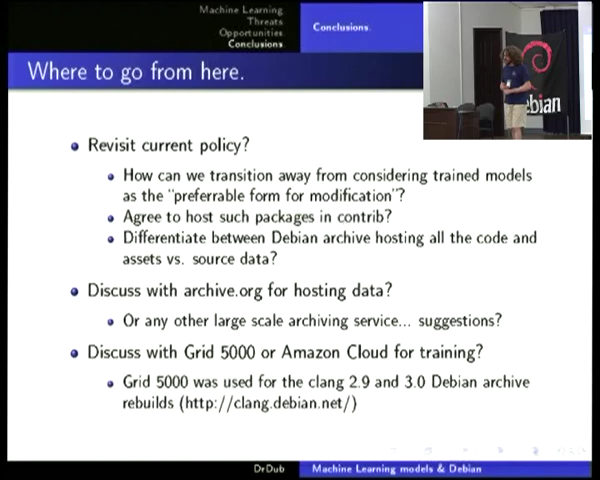 Machine Learning
Threats
Opportunities
Conclusions
Conclusions
Where to go from here.
ebian
Revisit current policy?
How can we transition away from considering trained models
as the "preferrable form for modification"?
Agree to host such packages in contrib?
Differentiate between Debian archive hosting all the code and
assets vs. source data?
Discuss with archive.org for hosting data?
Or any other large scale archiving service... suggestions?
Discuss with Grid 5000 or Amazon Cloud for training?
Grid 5000 was used for the clang 2.9 and 3.0 Debian archive
rebuilds (http://clang.debian.net/)
DrDub
Machine Learning models & Debian